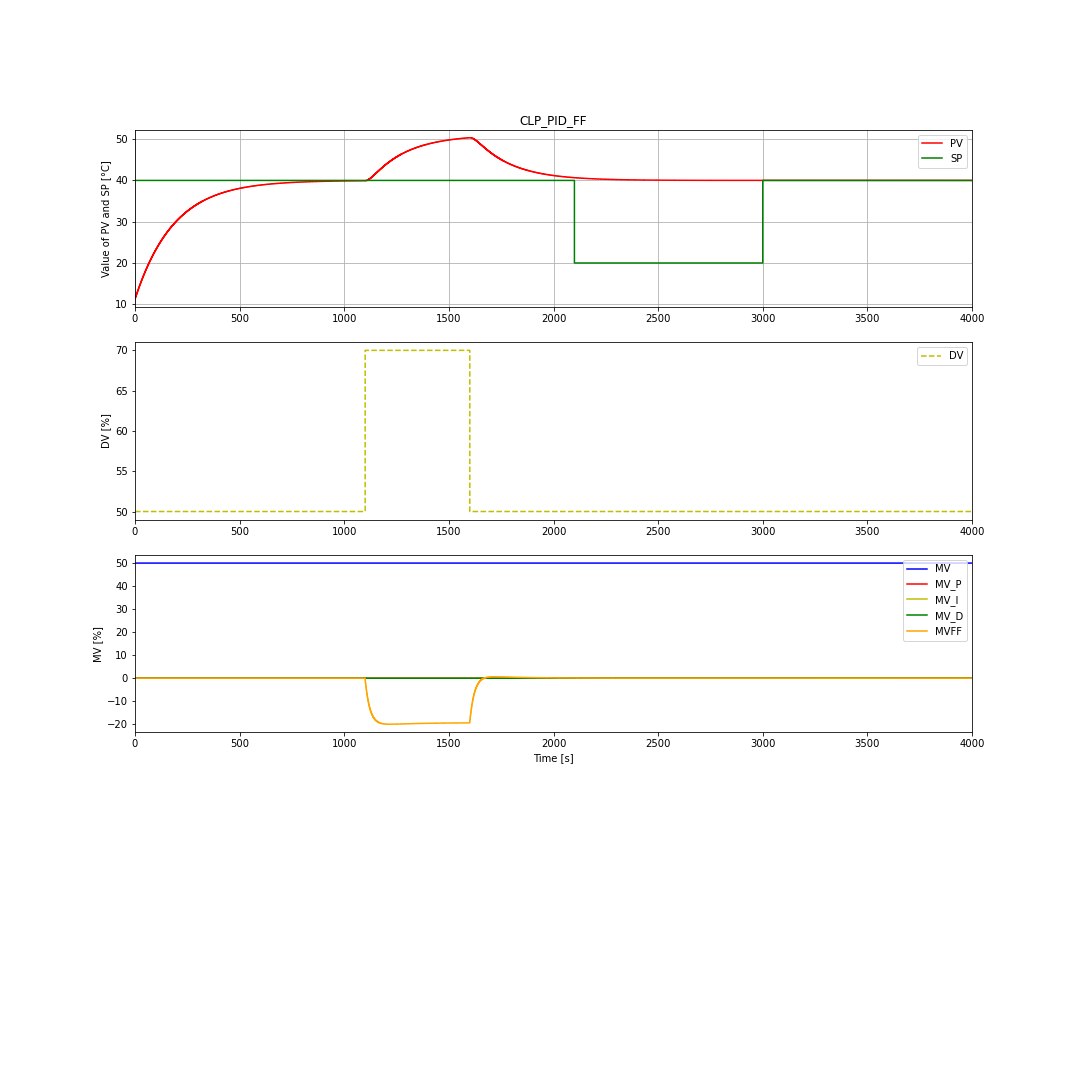 CLP_PID_FF
Value of PV and SP [°C]
50
40
30
20
10
PV
SP
0 500 1000 1500 2000 2500 3000 3500 4000
DV [%]
70
65
60
55
50
DV
0 500 1000 1500 2000 2500 3000 3500 4000
MV [%]
50
40
30
20
10
0
−10
−20
MV
MV_P
MV_I
MV_D
MVFF
0 500 1000 1500 2000 2500 3000 3500 4000
Time [s]